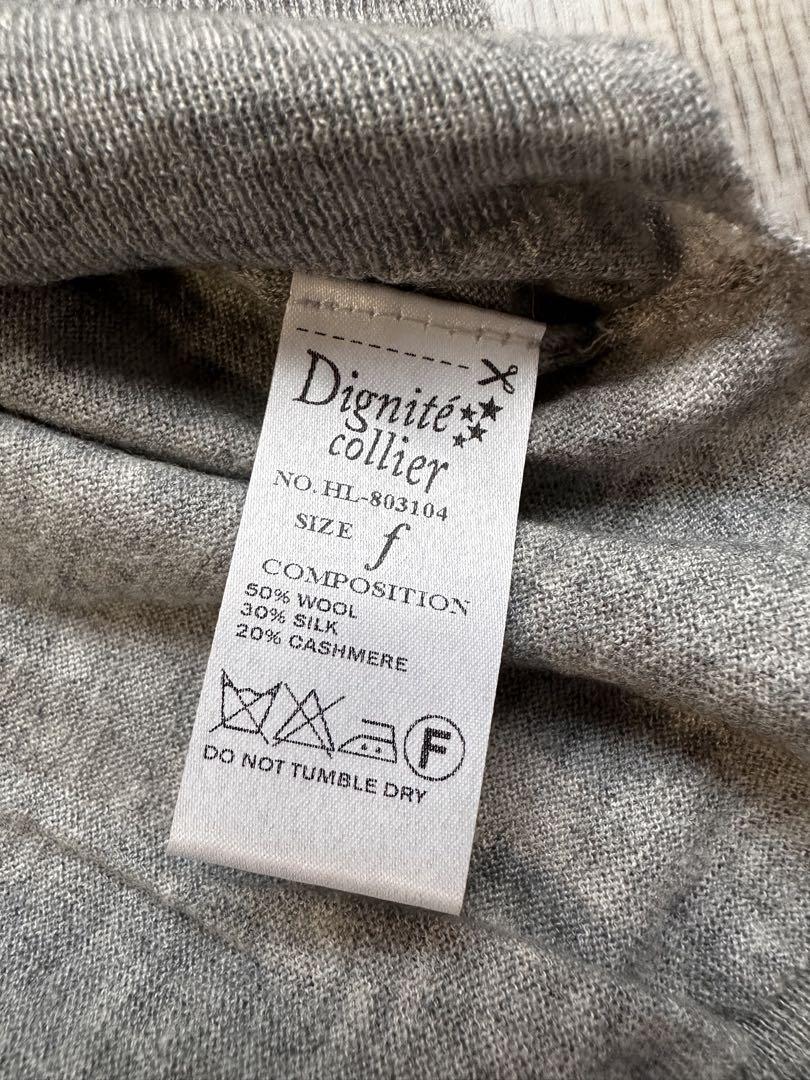 Dignité
collier
NO. HL-803104
SIZE f
COMPOSITION
50% WOOL
30% SILK
20% CASHMERE
F
DO NOT TUMBLE DRY